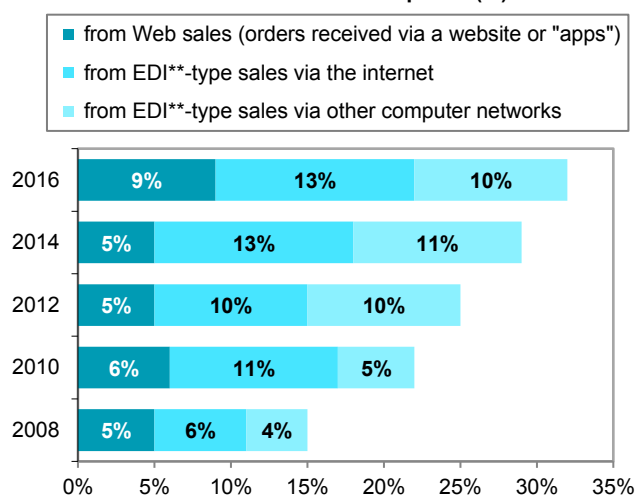 from Web sales (orders received via a website or "apps")
from EDI**-type sales via the internet
from EDI**-type sales via other computer networks
2016 9% 13% 10%
2014 5% 13% 11%
2012 5% 10% 10%
2010 6% 11% 5%
2008 5% 6% 4%
0% 5% 10% 15% 20% 25% 30% 35%